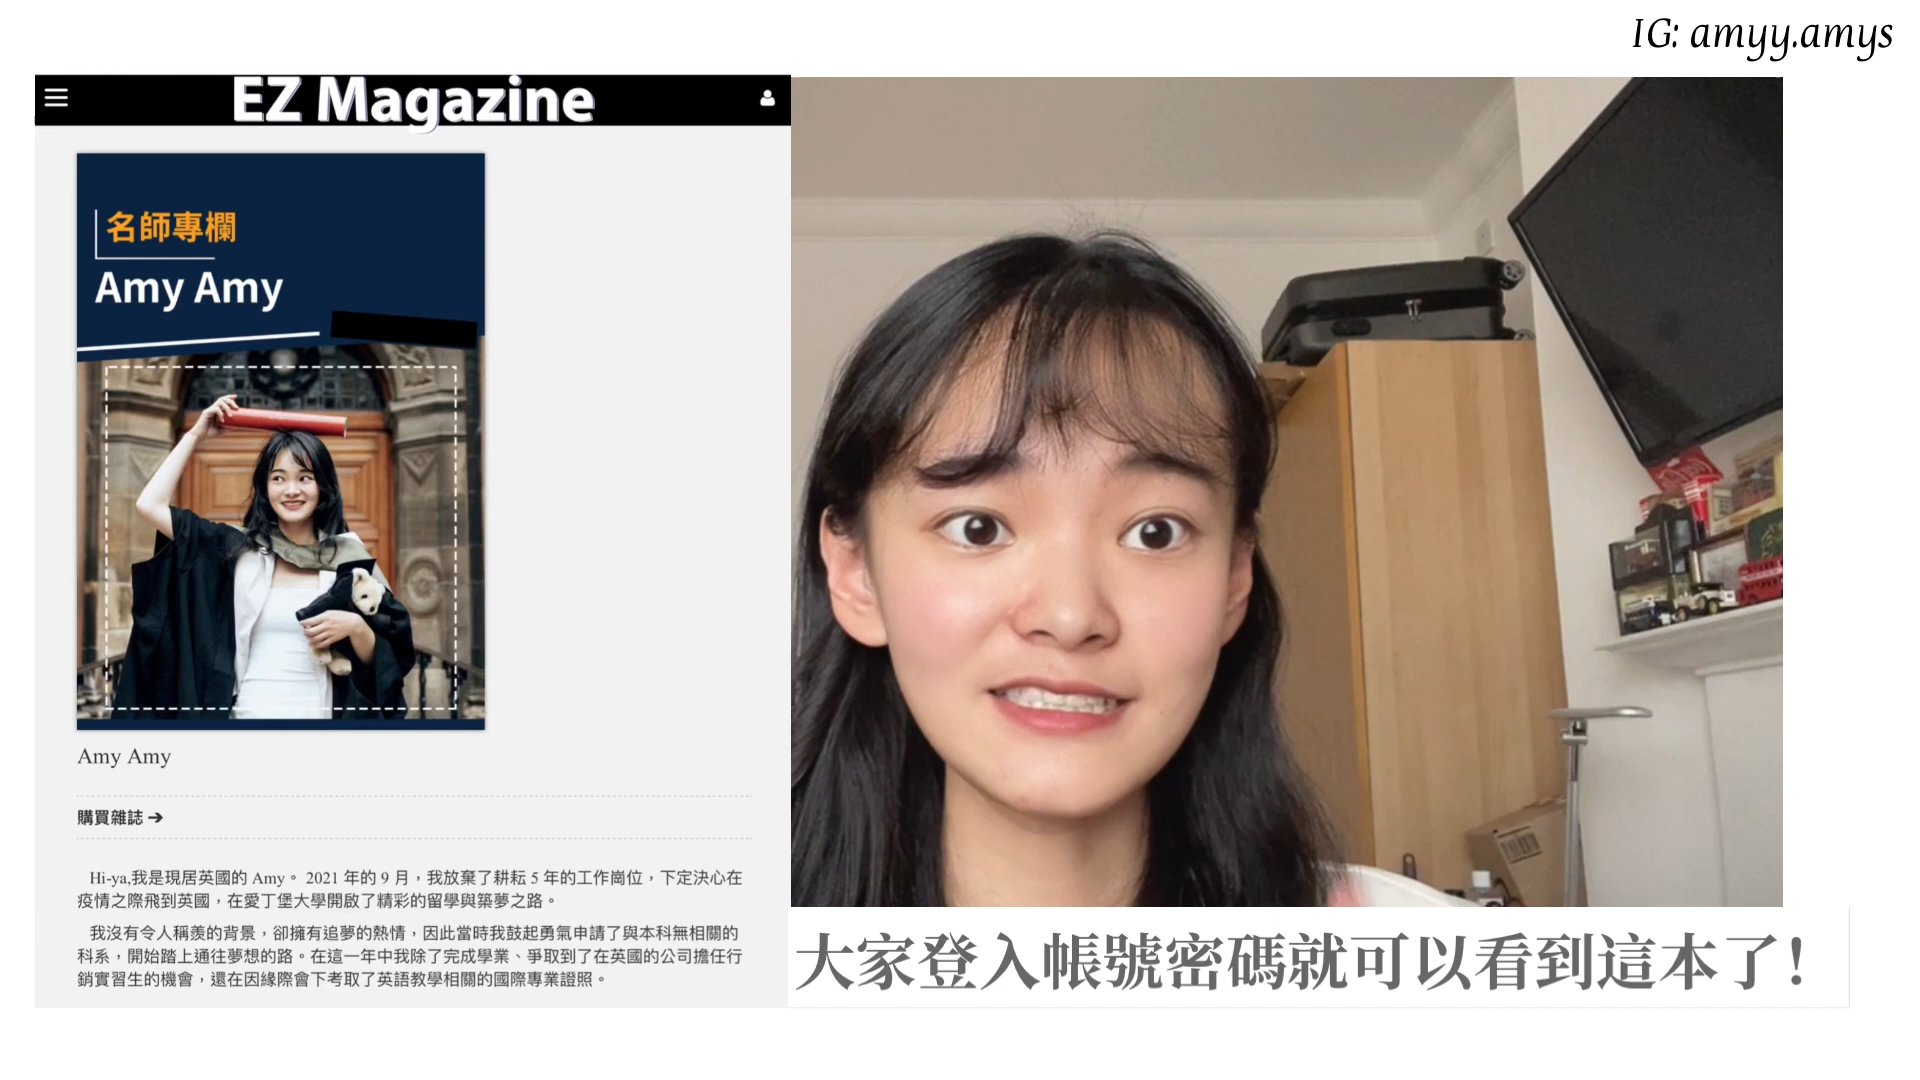 IG: amyy.amys
EZ Magazine
名師專欄
Amy Amy
Amy Amy
購買雜誌 ➔
Hi-ya,我是現居英國的 Amy。 2021 年的 9 月,我放棄了耕耘 5 年的工作崗位,下定決心在
疫情之際飛到英國,在愛丁堡大學開啟了精彩的留學與築夢之路。
我沒有令人稱羨的背景,卻擁有追夢的熱情,因此當時我鼓起勇氣申請了與本科無相關的
科系,開始踏上通往夢想的路。在這一年中我除了完成學業、爭取到了在英國的公司擔任行
銷實習生的機會,還在因緣際會下考取了英語教學相關的國際專業證照。
大家登入帳號密碼就可以看到這本了!